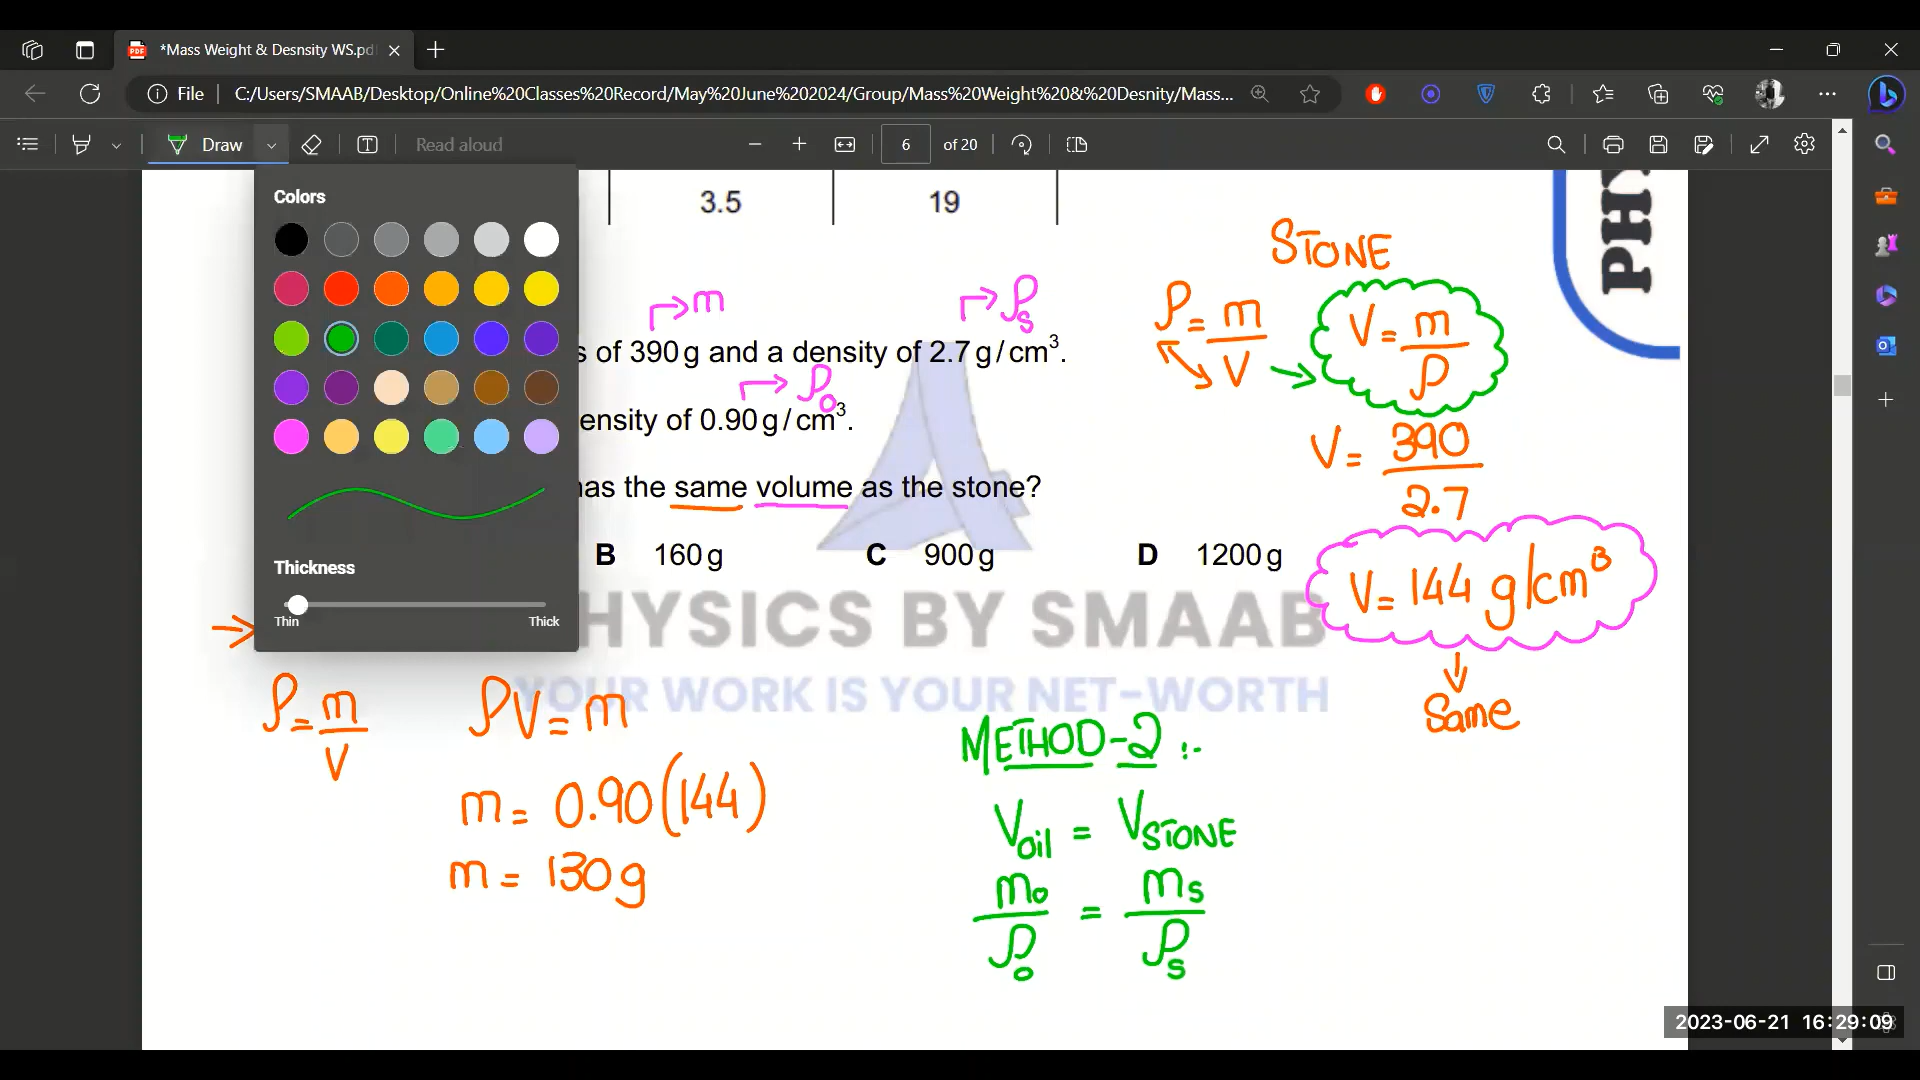 *Mass Weight & Desnsity WS.pd
File C:/Users/SMAAB/Desktop/Online%20Classes%20Record/May%20June%202024/Group/Mass%20Weight%20&%20Desnity/Mass...
Draw Read aloud 6 of 20
Colors
Thickness
Thin Thick
3.5 19
PHY
STONE
m ρs
s of 390 g and a density of 2.7 g/cm³.
ρ = m/V V = m/ρ
ρo
ensity of 0.90 g/cm³.
V = 390/2.7
has the same volume as the stone?
B 160 g C 900 g D 1200 g
V = 144 g/cm³
PHYSICS BY SMAAB
YOUR WORK IS YOUR NET-WORTH
Same
ρ = m/V ρV = m
m = 0.90(144)
m = 130g
METHOD-2 :-
Voil = VSTONE
mo/ρo = ms/ρs
2023-06-21 16:29:09